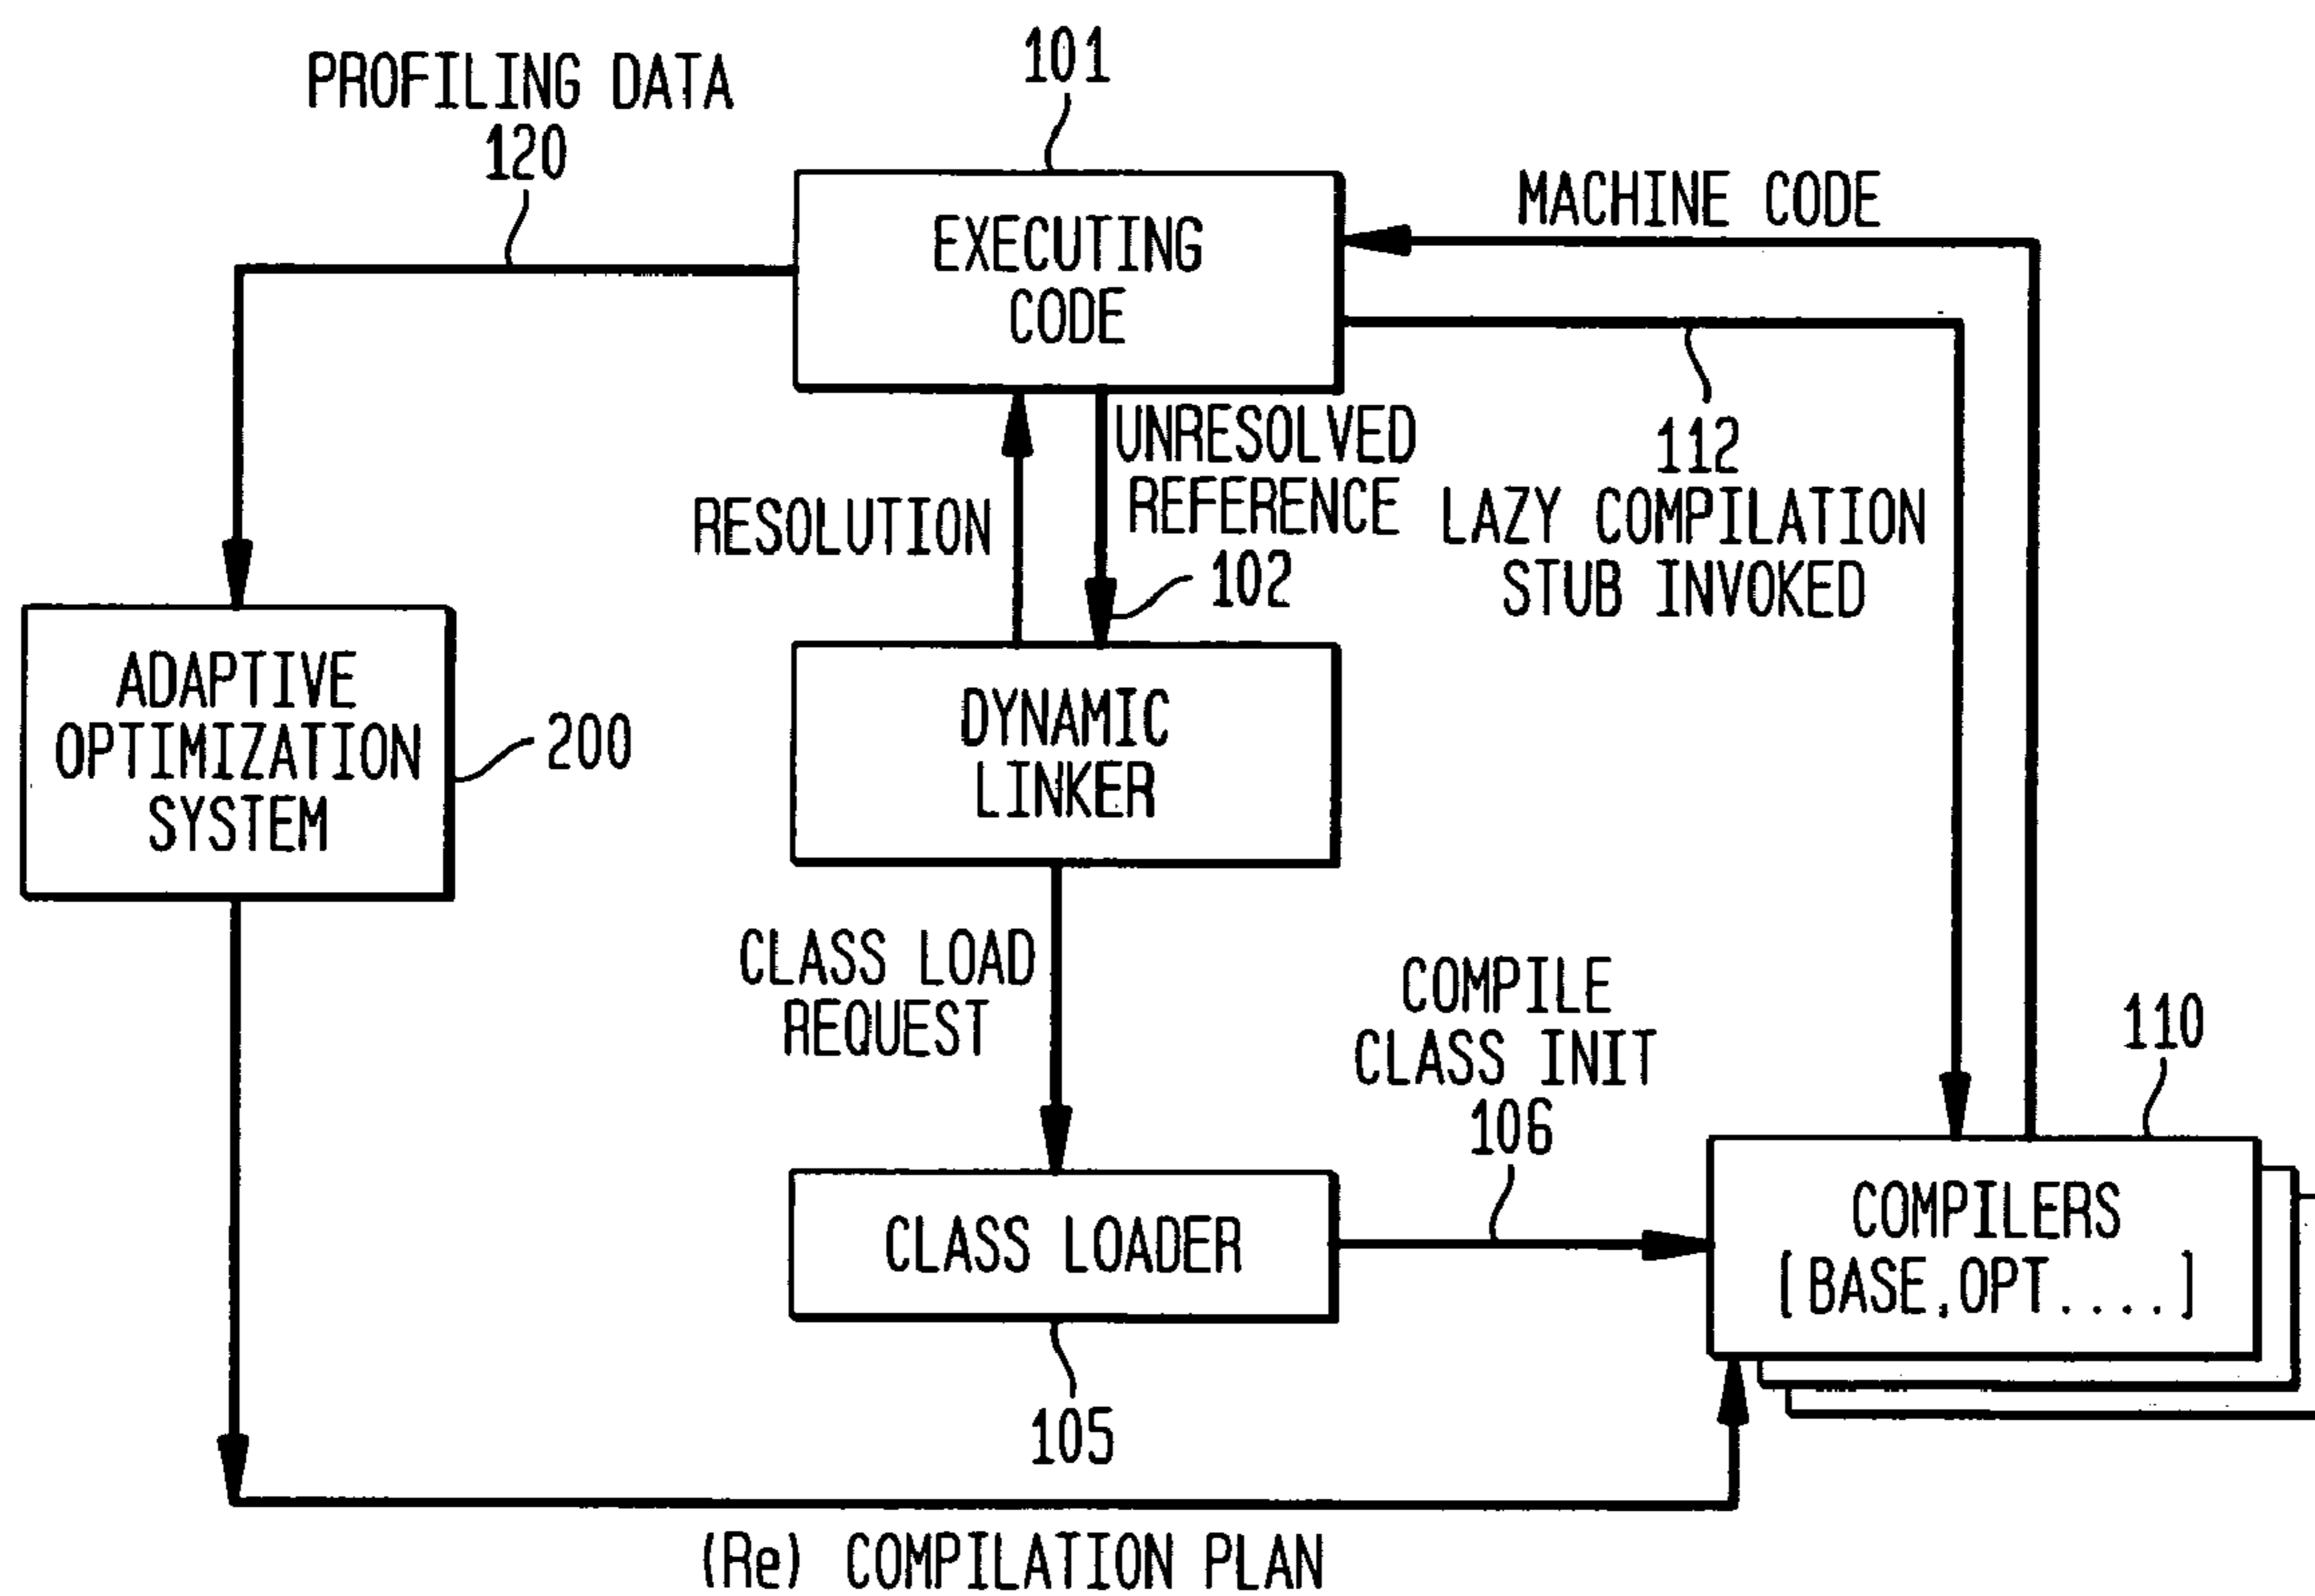 101
PROFILING DATA
120
MACHINE CODE
EXECUTING
CODE
112
LAZY COMPILATION
STUB INVOKED
UNRESOLVED
REFERENCE
102
RESOLUTION
ADAPTIVE
OPTIMIZATION
SYSTEM
200
DYNAMIC
LINKER
CLASS LOAD
REQUEST
COMPILE
CLASS INIT
106
110
CLASS LOADER
105
COMPILERS
[BASE,OPT....]
(Re) COMPILATION PLAN